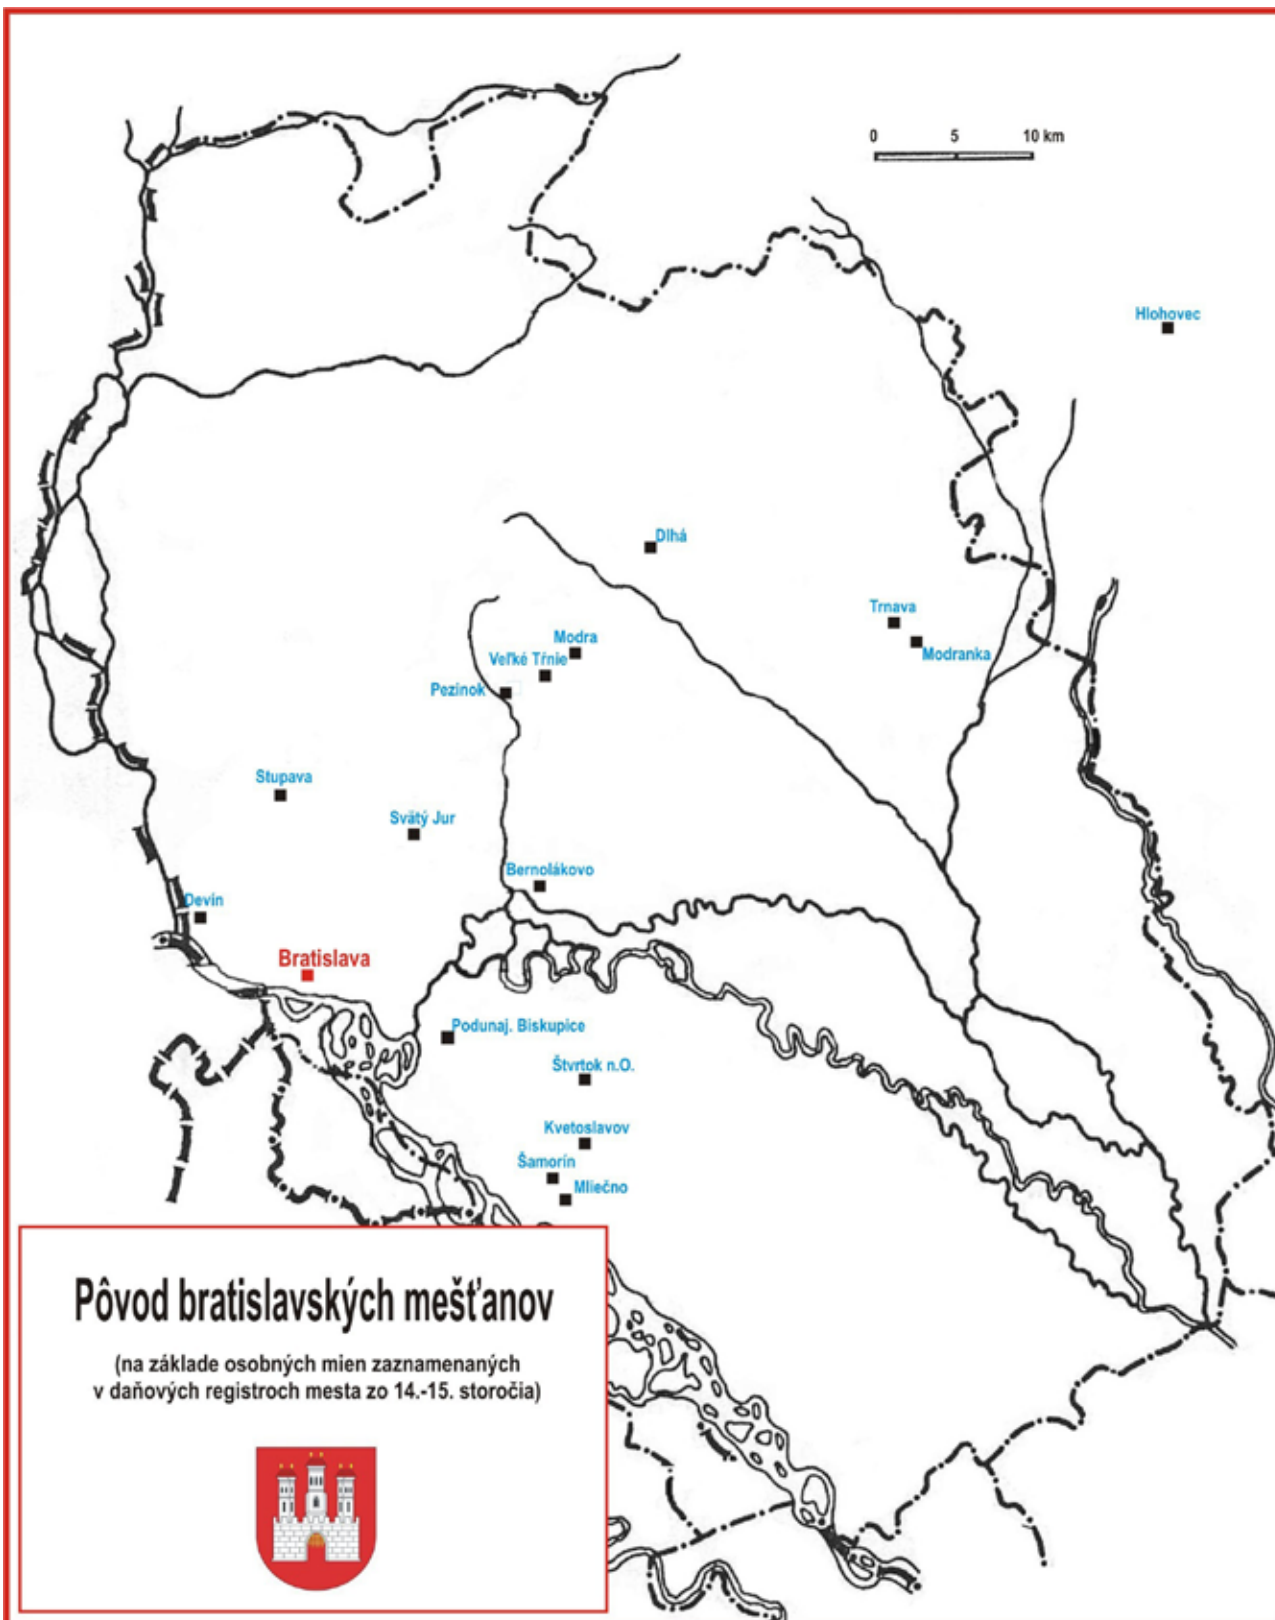 0 5 10 km
Hlohovec
Dlhá
Trnava
Modranka
Modra
Veľké Tŕnie
Pezinok
Stupava
Svätý Jur
Bernolákovo
Devín
Bratislava
Podunaj. Biskupice
Štvrtok n.O.
Kvetoslavov
Šamorín
Mliečno
Pôvod bratislavských mešťanov
(na základe osobných mien zaznamenaných
v daňových registroch mesta zo 14.-15. storočia)